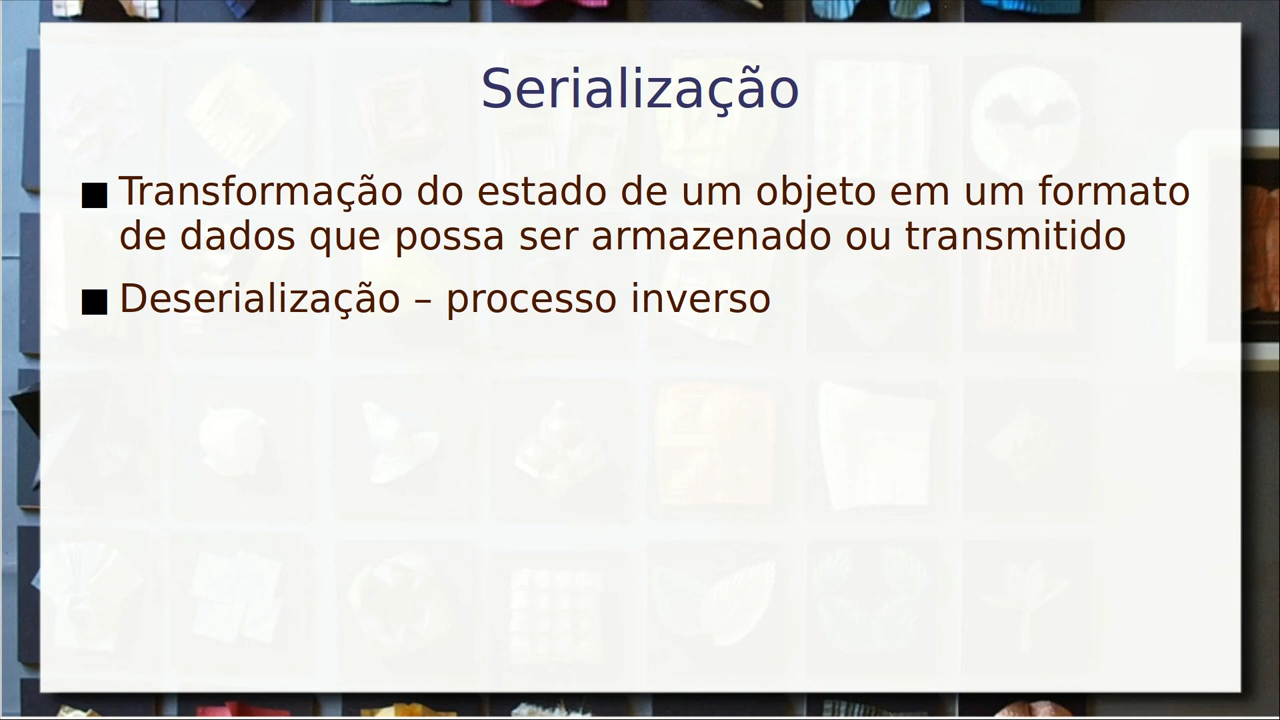 Serialização
■ Transformação do estado de um objeto em um formato
de dados que possa ser armazenado ou transmitido
■ Deserialização – processo inverso